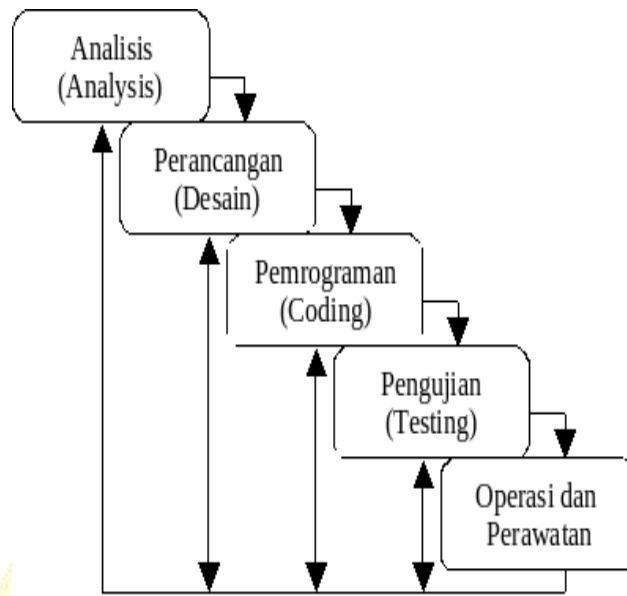 Analisis
(Analysis)
Perancangan
(Desain)
Pemrograman
(Coding)
Pengujian
(Testing)
Operasi dan
Perawatan